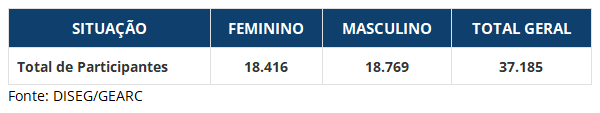 SITUAÇÃO FEMININO MASCULINO TOTAL GERAL
Total de Participantes 18.416 18.769 37.185
Fonte: DISEG/GEARC